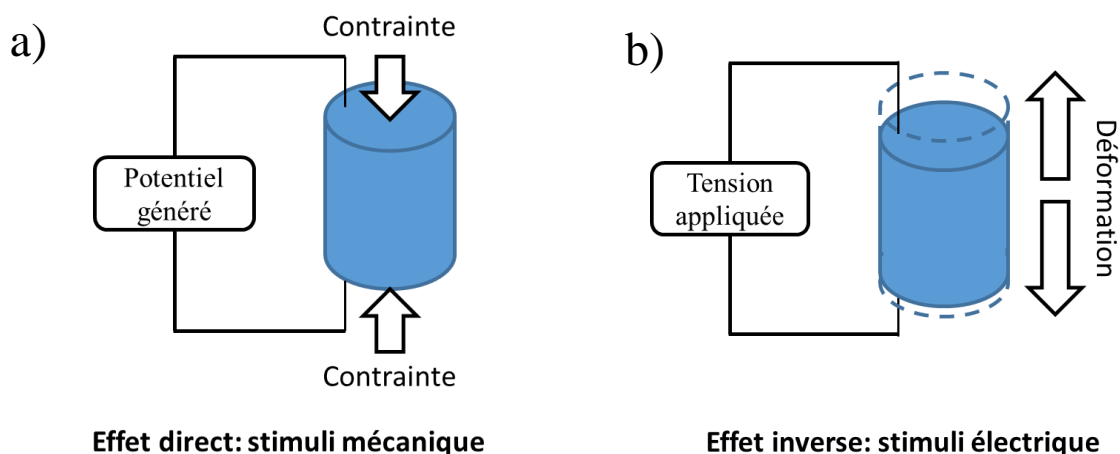 a)
Contrainte
Potentiel
généré
Contrainte
Effet direct: stimuli mécanique
b)
Tension
appliquée
Déformation
Effet inverse: stimuli électrique